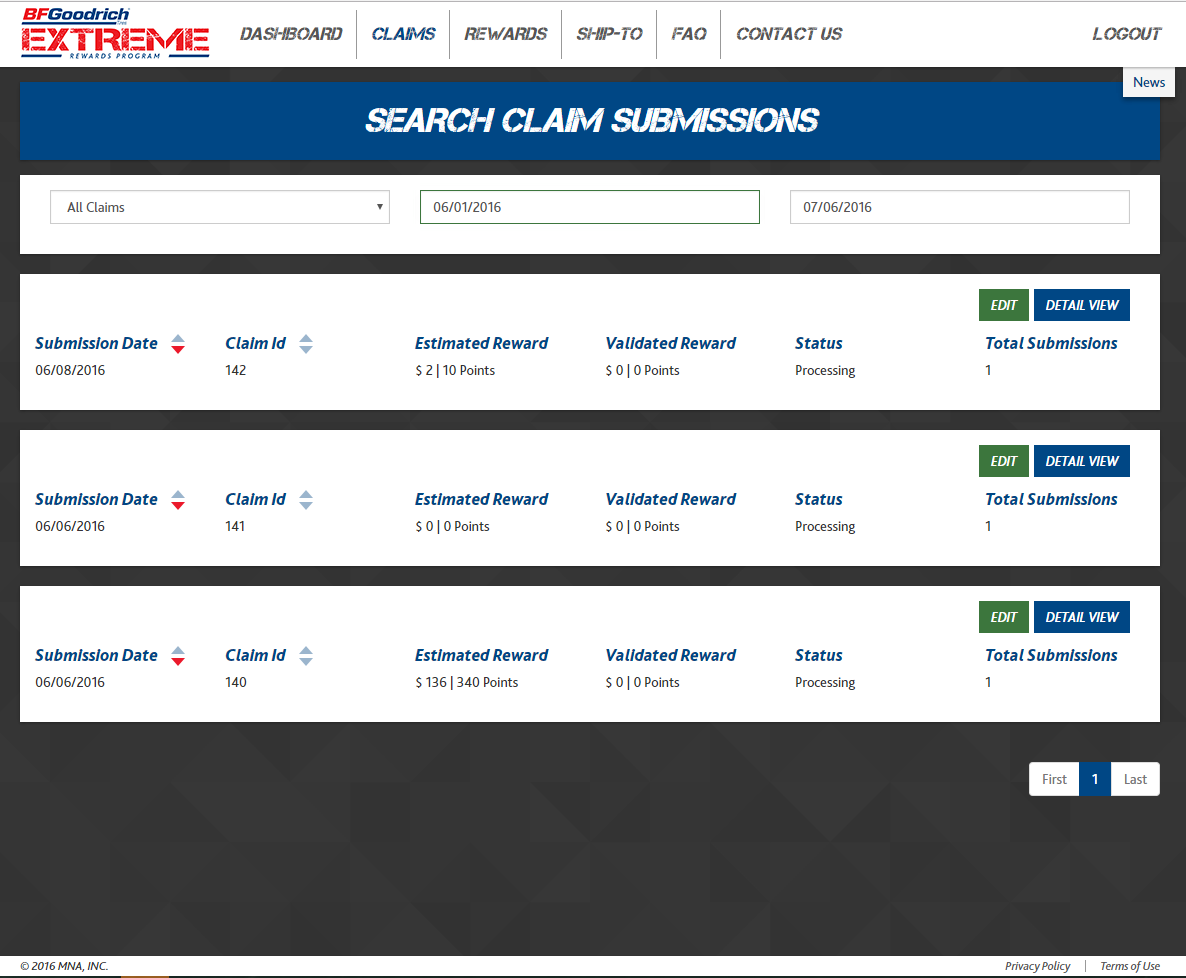 BFGoodrich
EXTREME
REWARDS PROGRAM
DASHBOARD CLAIMS REWARDS SHIP-TO FAQ CONTACT US LOGOUT
News
SEARCH CLAIM SUBMISSIONS
All Claims 06/01/2016 07/06/2016
EDIT DETAIL VIEW
Submission Date Claim Id Estimated Reward Validated Reward Status Total Submissions
06/08/2016 142 $ 2 | 10 Points $ 0 | 0 Points Processing 1
EDIT DETAIL VIEW
Submission Date Claim Id Estimated Reward Validated Reward Status Total Submissions
06/06/2016 141 $ 0 | 0 Points $ 0 | 0 Points Processing 1
EDIT DETAIL VIEW
Submission Date Claim Id Estimated Reward Validated Reward Status Total Submissions
06/06/2016 140 $ 136 | 340 Points $ 0 | 0 Points Processing 1
First 1 Last
© 2016 MNA, INC. Privacy Policy | Terms of Use